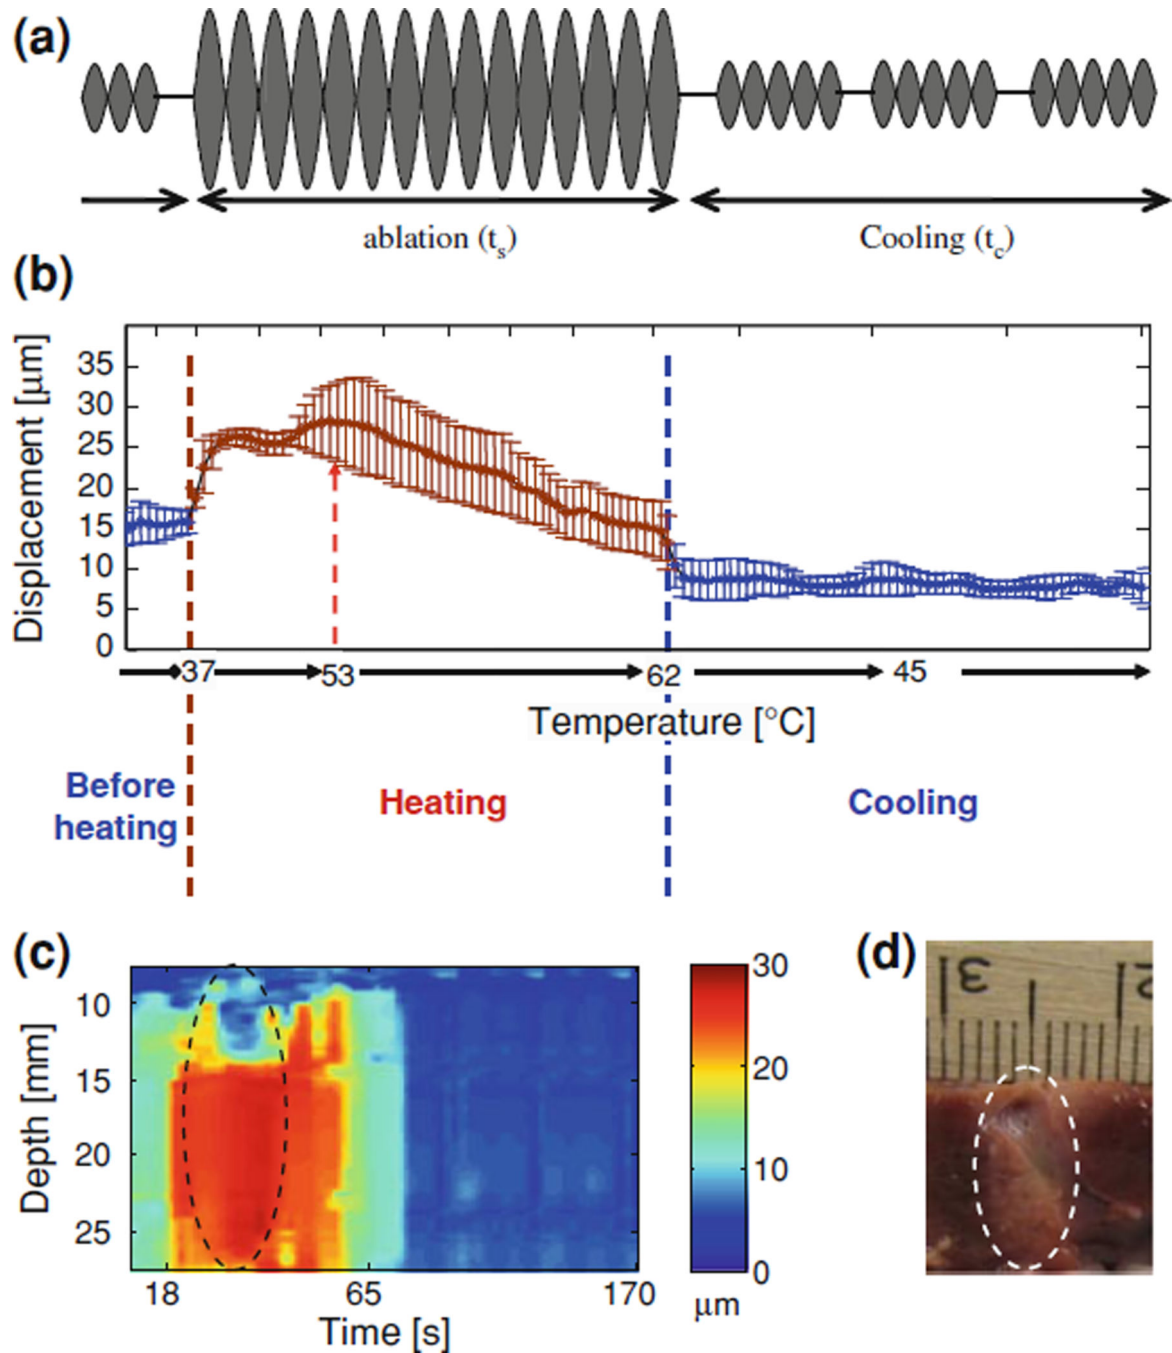 (a)
ablation (ts)
Cooling (tc)
(b)
Displacement [μm]
35
30
25
20
15
10
5
0
37
53
62
45
Temperature [°C]
Before
heating
Heating
Cooling
(c)
Depth [mm]
10
15
20
25
18
65
170
Time [s]
30
20
10
0
μm
(d)
3
2